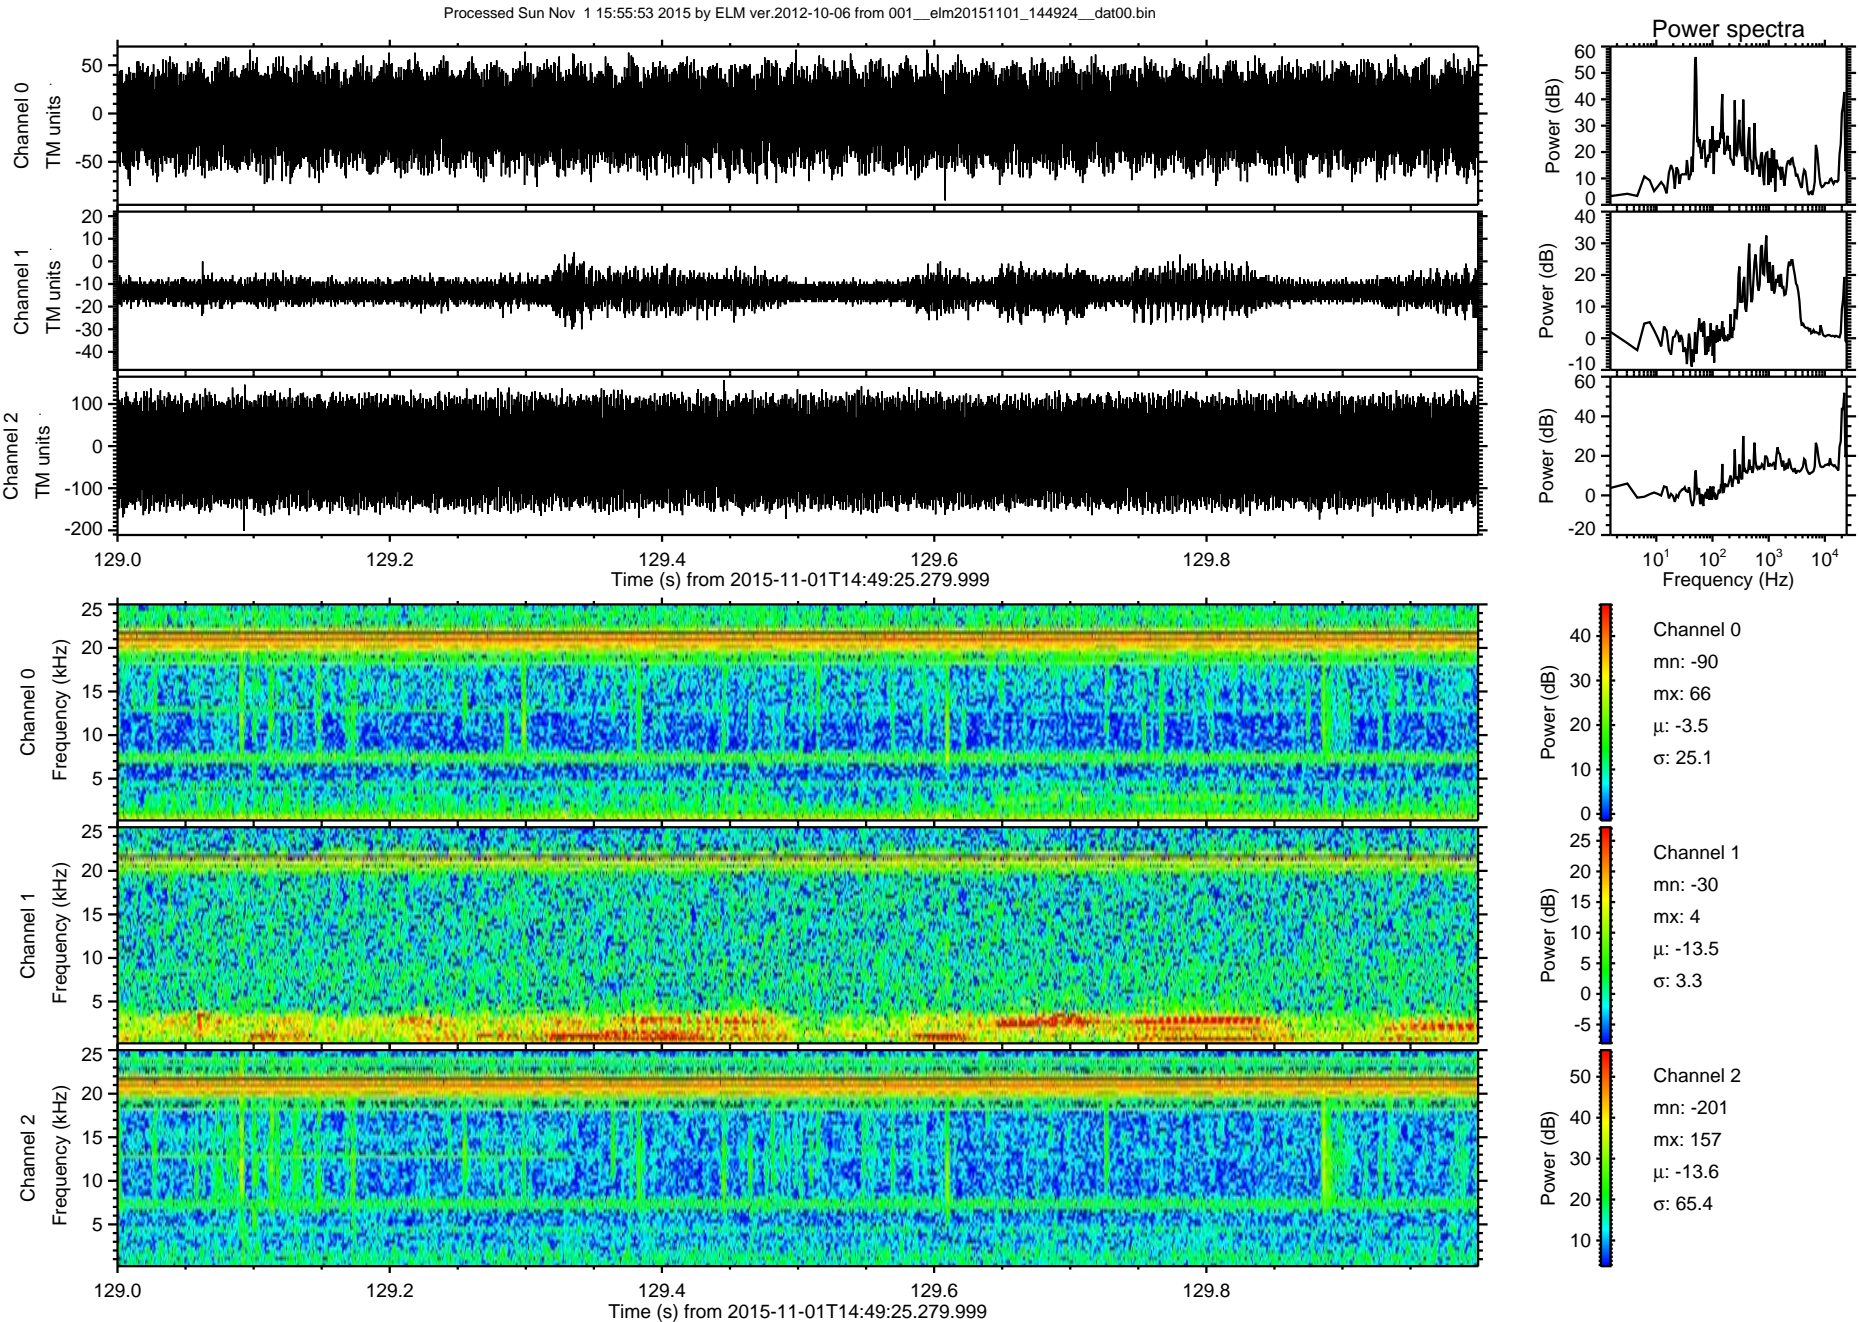 Processed Sun Nov  1 15:55:53 2015 by ELM ver.2012-10-06 from 001__elm20151101_144924__dat00.bin
Power spectra
Channel 0
TM units
50
0
-50
Power (dB)
60
50
40
30
20
10
0
Channel 1
TM units
20
10
0
-10
-20
-30
-40
Power (dB)
40
30
20
10
0
-10
Channel 2
TM units
100
0
-100
-200
Power (dB)
60
40
20
0
-20
129.0 129.2 129.4 129.6 129.8
Time (s) from 2015-11-01T14:49:25.279.999
10¹ 10² 10³ 10⁴
Frequency (Hz)
Channel 0
Frequency (kHz)
25
20
15
10
5
Power (dB)
40
30
20
10
0
Channel 0
mn: -90
mx: 66
μ: -3.5
σ: 25.1
Channel 1
Frequency (kHz)
25
20
15
10
5
Power (dB)
25
20
15
10
5
0
-5
Channel 1
mn: -30
mx: 4
μ: -13.5
σ: 3.3
Channel 2
Frequency (kHz)
25
20
15
10
5
Power (dB)
50
40
30
20
10
Channel 2
mn: -201
mx: 157
μ: -13.6
σ: 65.4
129.0 129.2 129.4 129.6 129.8
Time (s) from 2015-11-01T14:49:25.279.999